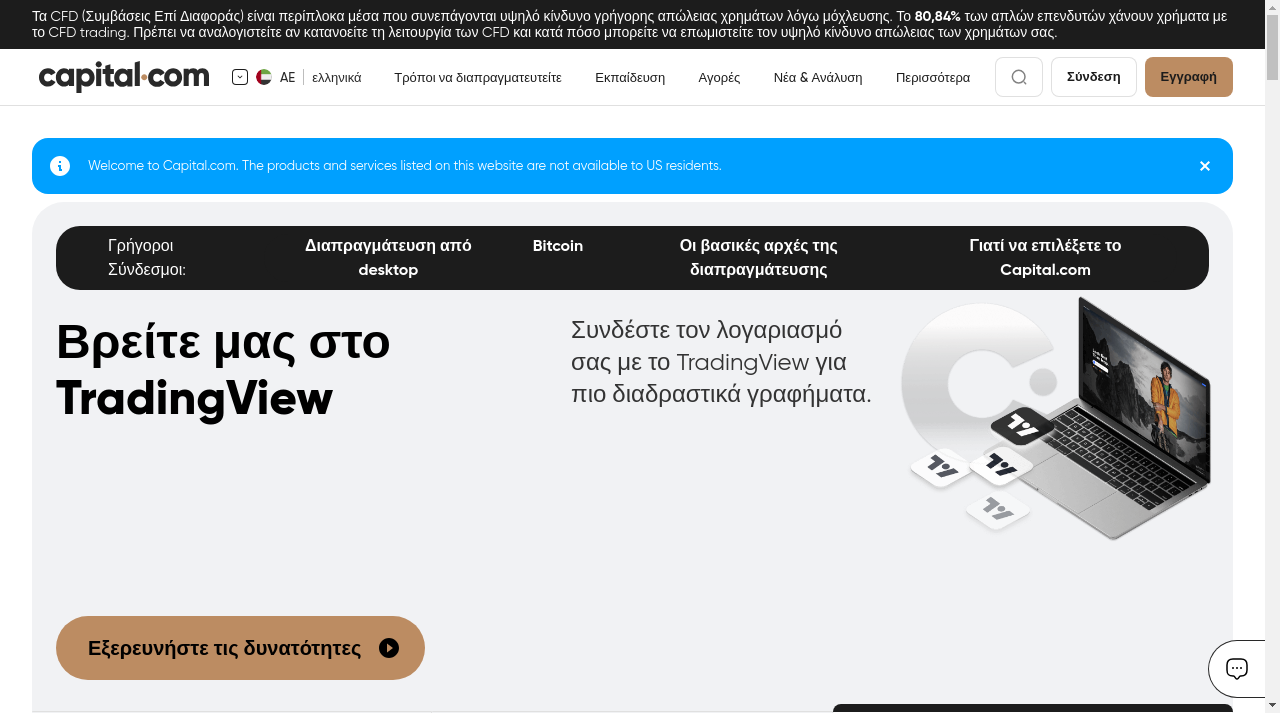 Τα CFD (Συμβάσεις Επί Διαφοράς) είναι περίπλοκα μέσα που συνεπάγονται υψηλό κίνδυνο γρήγορης απώλειας χρημάτων λόγω μόχλευσης. Το 80,84% των απλών επενδυτών χάνουν χρήματα με
το CFD trading. Πρέπει να αναλογιστείτε αν κατανοείτε τη λειτουργία των CFD και κατά πόσο μπορείτε να επωμιστείτε τον υψηλό κίνδυνο απώλειας των χρημάτων σας.
capital.com AE ελληνικά Τρόποι να διαπραγματευτείτε Εκπαίδευση Αγορές Νέα & Ανάλυση Περισσότερα Σύνδεση Εγγραφή
Welcome to Capital.com. The products and services listed on this website are not available to US residents.
Γρήγοροι
Σύνδεσμοι:
Διαπραγμάτευση από
desktop
Bitcoin
Οι βασικές αρχές της
διαπραγμάτευσης
Γιατί να επιλέξετε το
Capital.com
Βρείτε μας στο
TradingView
Συνδέστε τον λογαριασμό
σας με το TradingView για
πιο διαδραστικά γραφήματα.
Εξερευνήστε τις δυνατότητες